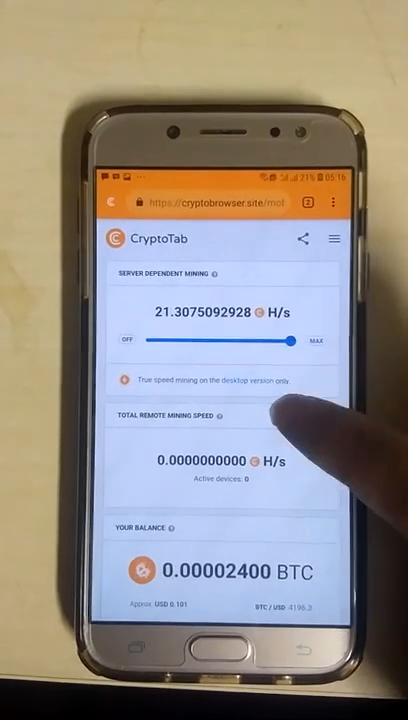 21% 05:16
https://cryptobrowser.site/mot
2
CryptoTab
SERVER DEPENDENT MINING
21.3075092928 H/s
OFF
MAX
True speed mining on the desktop version only.
TOTAL REMOTE MINING SPEED
0.0000000000 H/s
Active devices: 0
YOUR BALANCE
0.00002400 BTC
Approx. USD 0.101
BTC / USD 4196.3